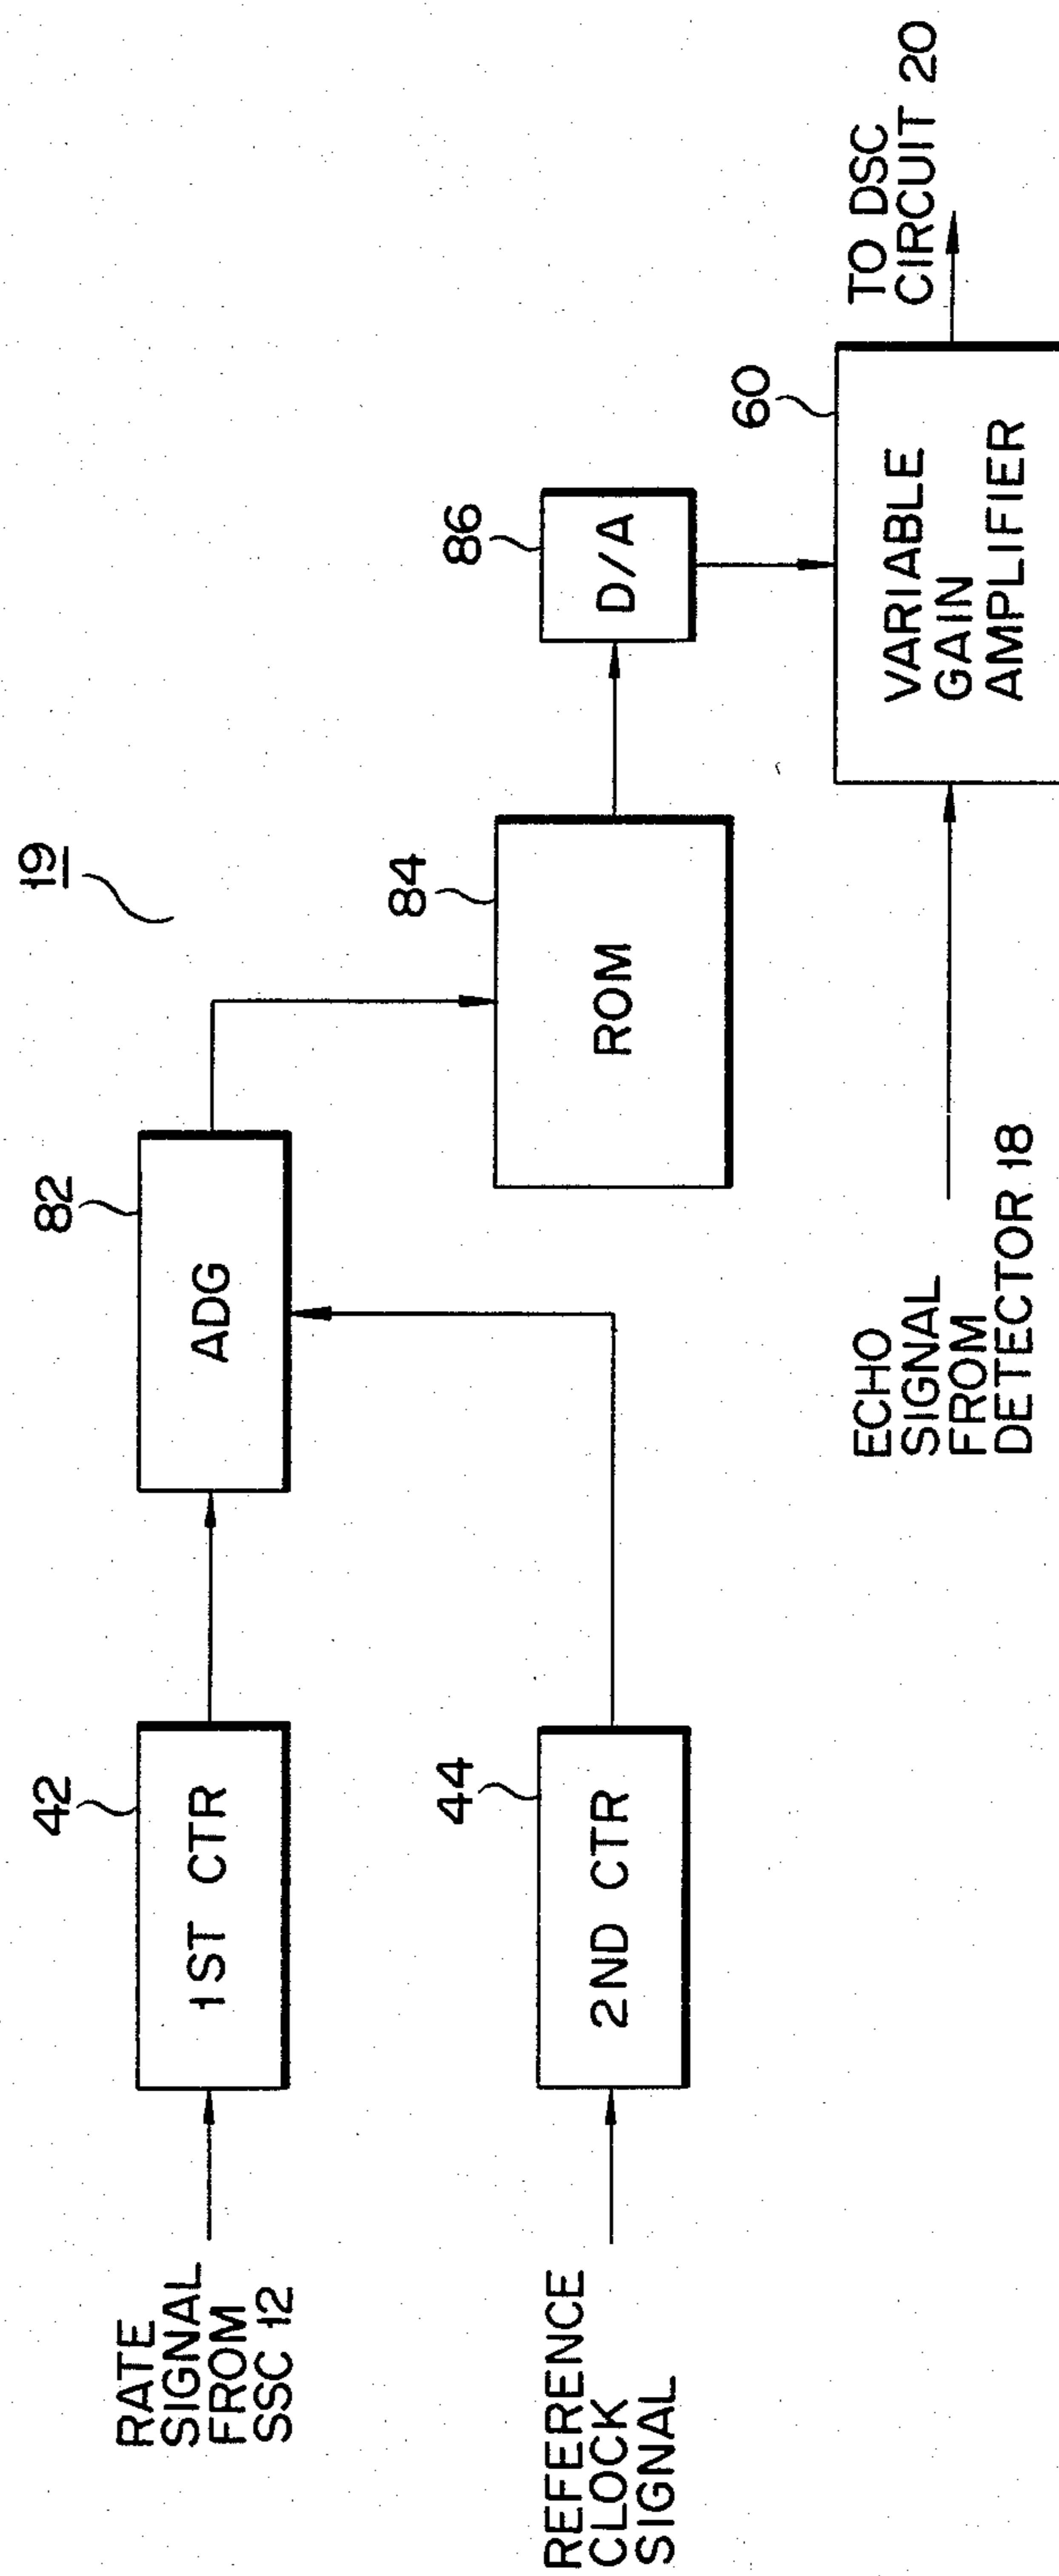 19
RATE
SIGNAL
FROM
SSC 12
42
1ST CTR
82
ADG
REFERENCE
CLOCK
SIGNAL
44
2ND CTR
84
ROM
86
D/A
ECHO
SIGNAL
FROM
DETECTOR 18
60
VARIABLE
GAIN
AMPLIFIER
TO DSC
CIRCUIT 20